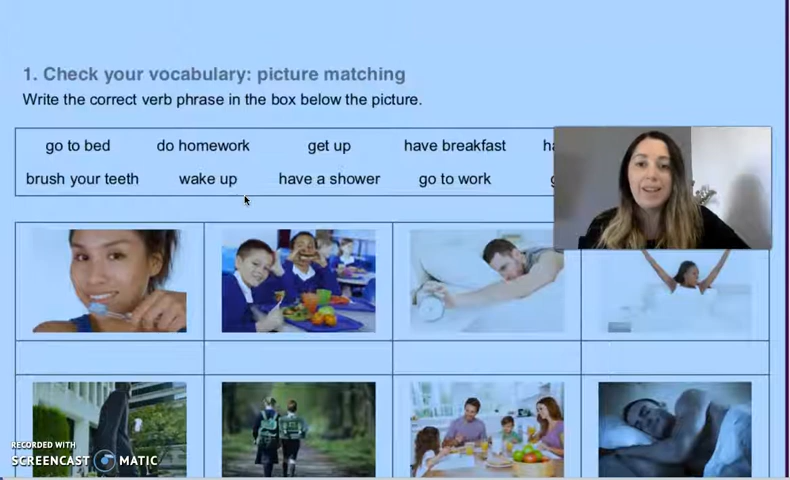 1. Check your vocabulary: picture matching
Write the correct verb phrase in the box below the picture.
go to bed do homework get up have breakfast
brush your teeth wake up have a shower go to work
RECORDED WITH
SCREENCAST MATIC